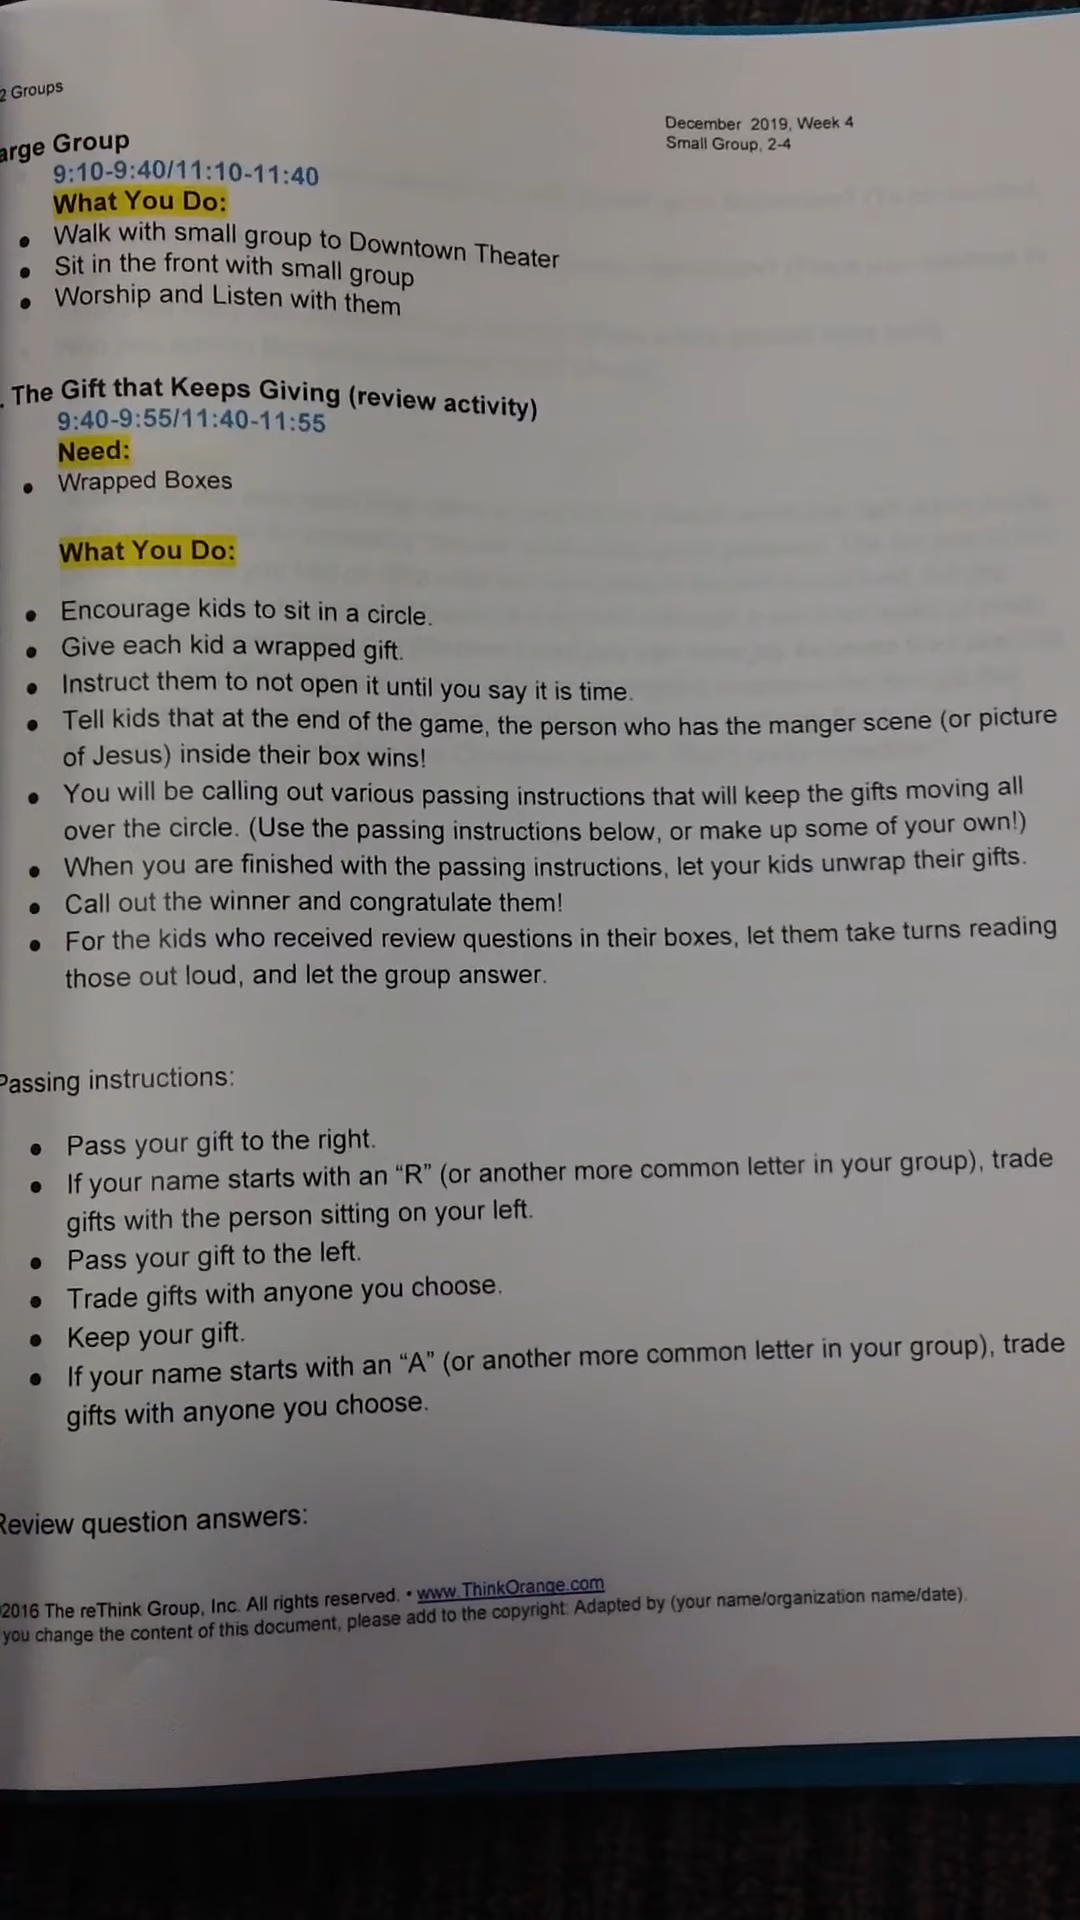 2 Groups
December 2019, Week 4
Small Group, 2-4
arge Group
9:10-9:40/11:10-11:40
What You Do:
● Walk with small group to Downtown Theater
● Sit in the front with small group
● Worship and Listen with them
. The Gift that Keeps Giving (review activity)
9:40-9:55/11:40-11:55
Need:
● Wrapped Boxes
What You Do:
● Encourage kids to sit in a circle.
● Give each kid a wrapped gift.
● Instruct them to not open it until you say it is time.
● Tell kids that at the end of the game, the person who has the manger scene (or picture
of Jesus) inside their box wins!
● You will be calling out various passing instructions that will keep the gifts moving all
over the circle. (Use the passing instructions below, or make up some of your own!)
● When you are finished with the passing instructions, let your kids unwrap their gifts.
● Call out the winner and congratulate them!
● For the kids who received review questions in their boxes, let them take turns reading
those out loud, and let the group answer.
Passing instructions:
● Pass your gift to the right.
● If your name starts with an “R” (or another more common letter in your group), trade
gifts with the person sitting on your left.
● Pass your gift to the left.
● Trade gifts with anyone you choose.
● Keep your gift.
● If your name starts with an “A” (or another more common letter in your group), trade
gifts with anyone you choose.
Review question answers:
2016 The reThink Group, Inc. All rights reserved. • www.ThinkOrange.com
you change the content of this document, please add to the copyright: Adapted by (your name/organization name/date).